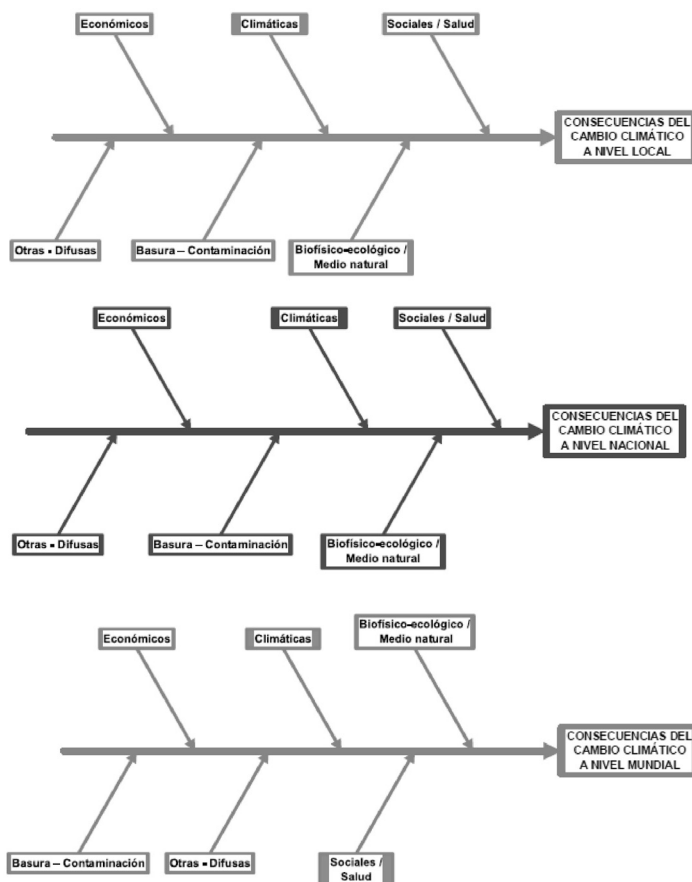 Económicos
Climáticas
Sociales / Salud
CONSECUENCIAS DEL
CAMBIO CLIMÁTICO
A NIVEL LOCAL
Otras - Difusas
Basura – Contaminación
Biofísico-ecológico /
Medio natural
Económicos
Climáticas
Sociales / Salud
CONSECUENCIAS DEL
CAMBIO CLIMÁTICO
A NIVEL NACIONAL
Otras - Difusas
Basura – Contaminación
Biofísico-ecológico /
Medio natural
Económicos
Climáticas
Biofísico-ecológico /
Medio natural
CONSECUENCIAS DEL
CAMBIO CLIMÁTICO
A NIVEL MUNDIAL
Basura – Contaminación
Otras - Difusas
Sociales /
Salud